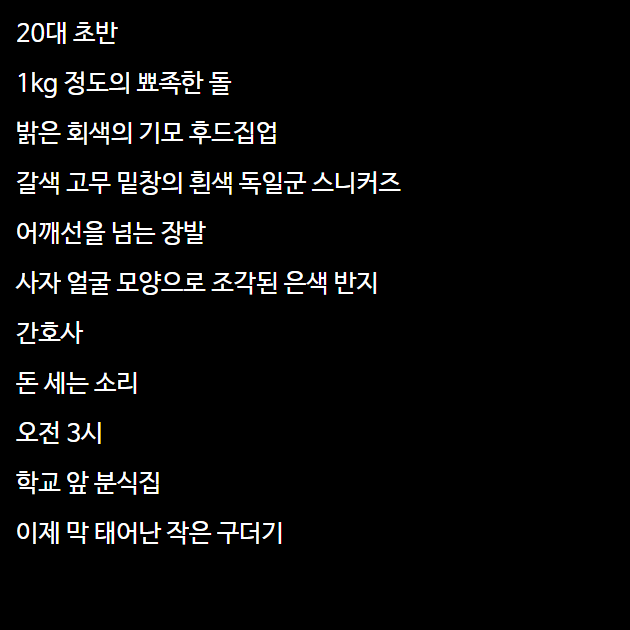 20대 초반
1kg 정도의 뾰족한 돌
밝은 회색의 기모 후드집업
갈색 고무 밑창의 흰색 독일군 스니커즈
어깨선을 넘는 장발
사자 얼굴 모양으로 조각된 은색 반지
간호사
돈 세는 소리
오전 3시
학교 앞 분식집
이제 막 태어난 작은 구더기